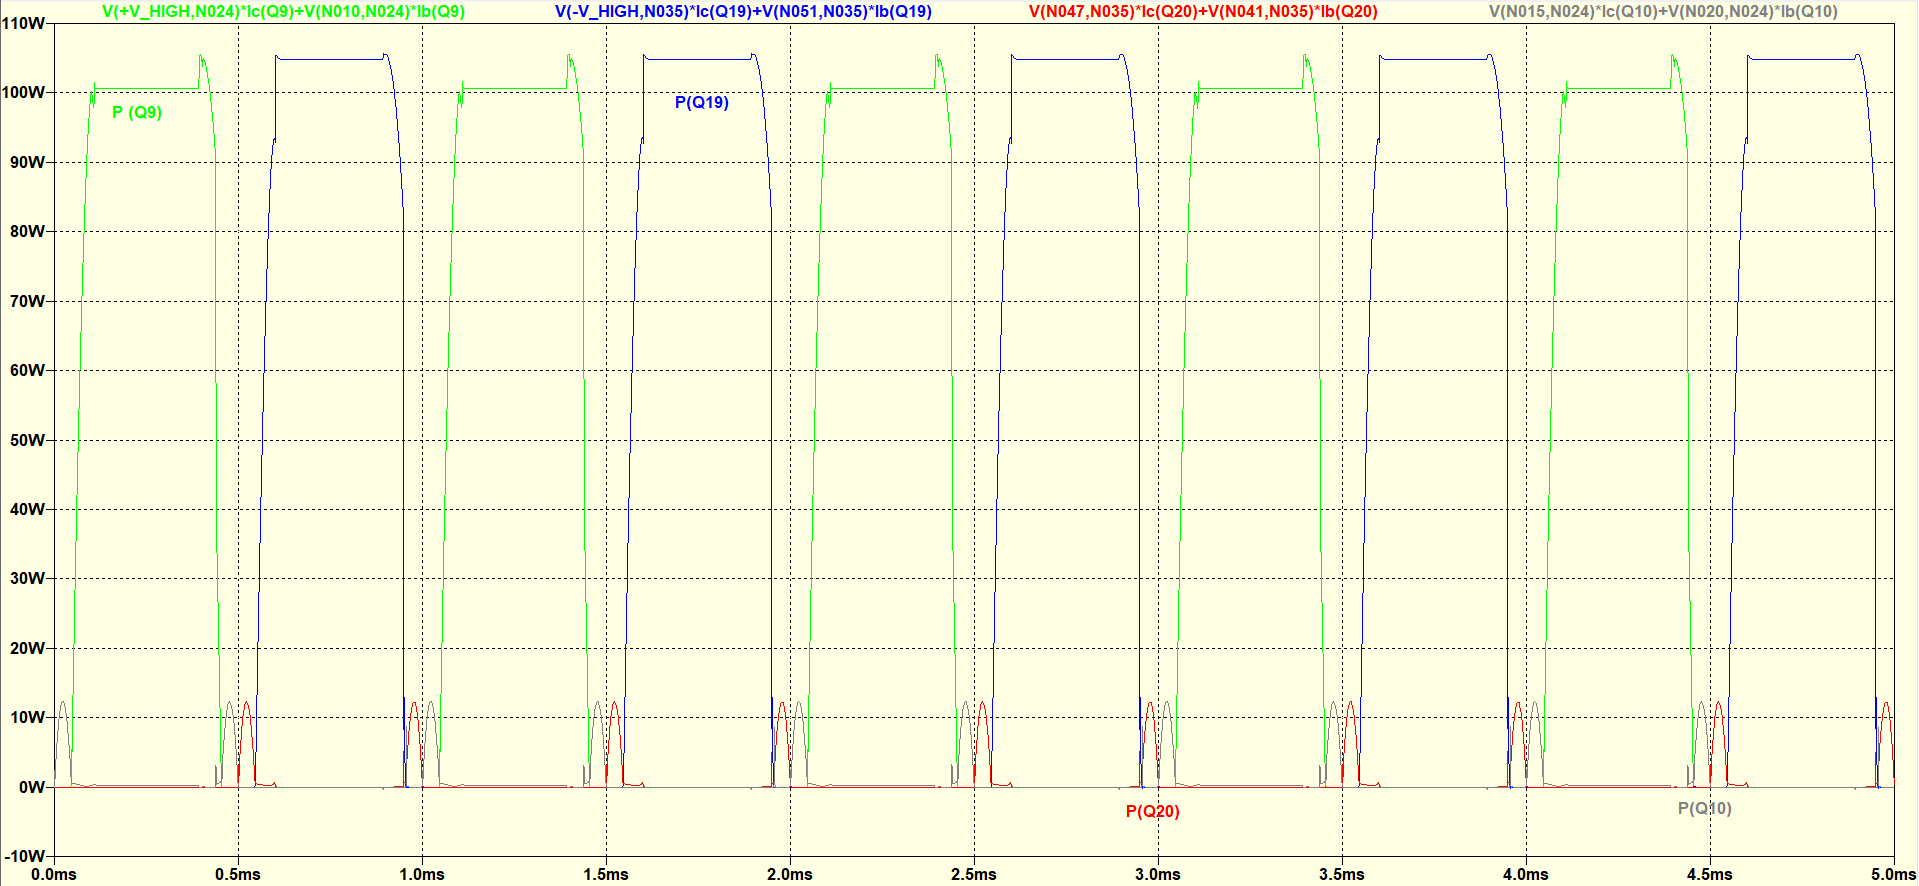 V(+V_HIGH,N024)*Ic(Q9)+V(N010,N024)*Ib(Q9) V(-V_HIGH,N035)*Ic(Q19)+V(N051,N035)*Ib(Q19) V(N047,N035)*Ic(Q20)+V(N041,N035)*Ib(Q20) V(N015,N024)*Ic(Q10)+V(N020,N024)*Ib(Q10)
110W
100W
P(Q19)
P (Q9)
90W
80W
70W
60W
50W
40W
30W
20W
10W
0W
P(Q20) P(Q10)
-10W
0.0ms 0.5ms 1.0ms 1.5ms 2.0ms 2.5ms 3.0ms 3.5ms 4.0ms 4.5ms 5.0ms